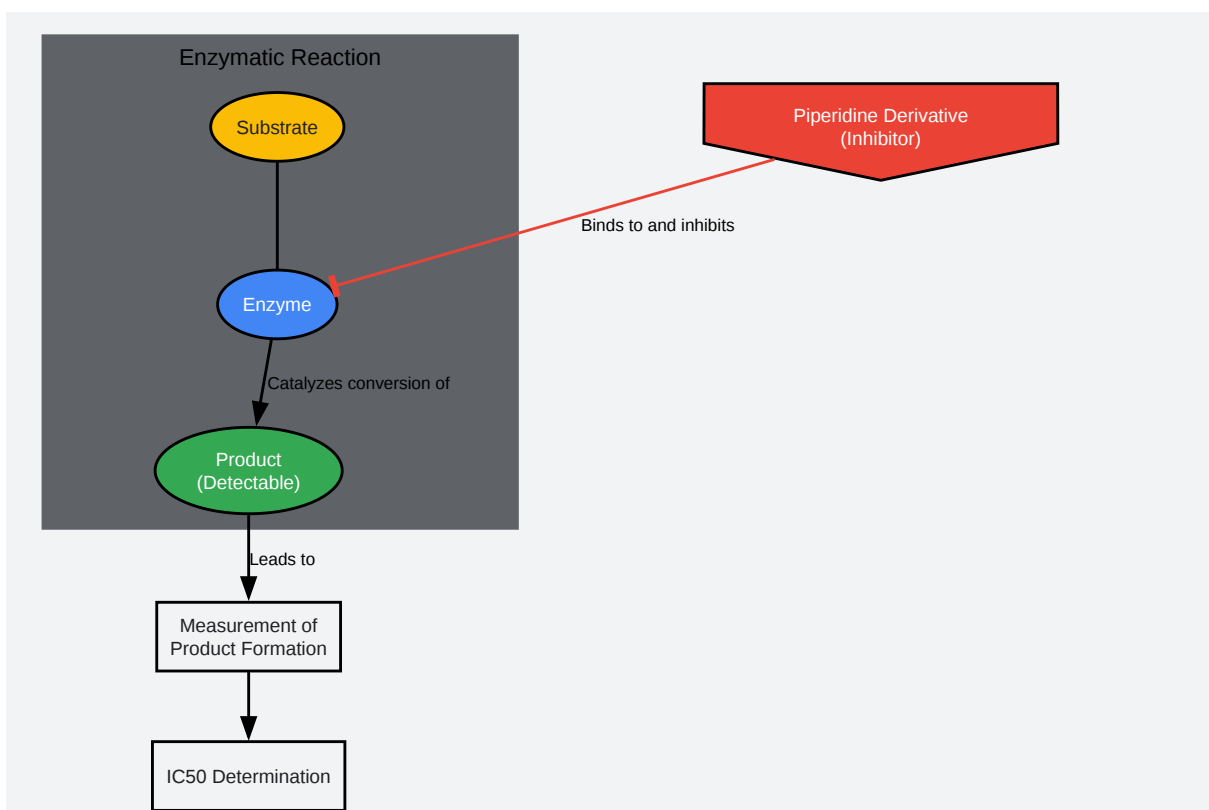 Enzymatic Reaction
Substrate
Piperidine Derivative
(Inhibitor)
Binds to and inhibits
Enzyme
Catalyzes conversion of
Product
(Detectable)
Leads to
Measurement of
Product Formation
IC50 Determination